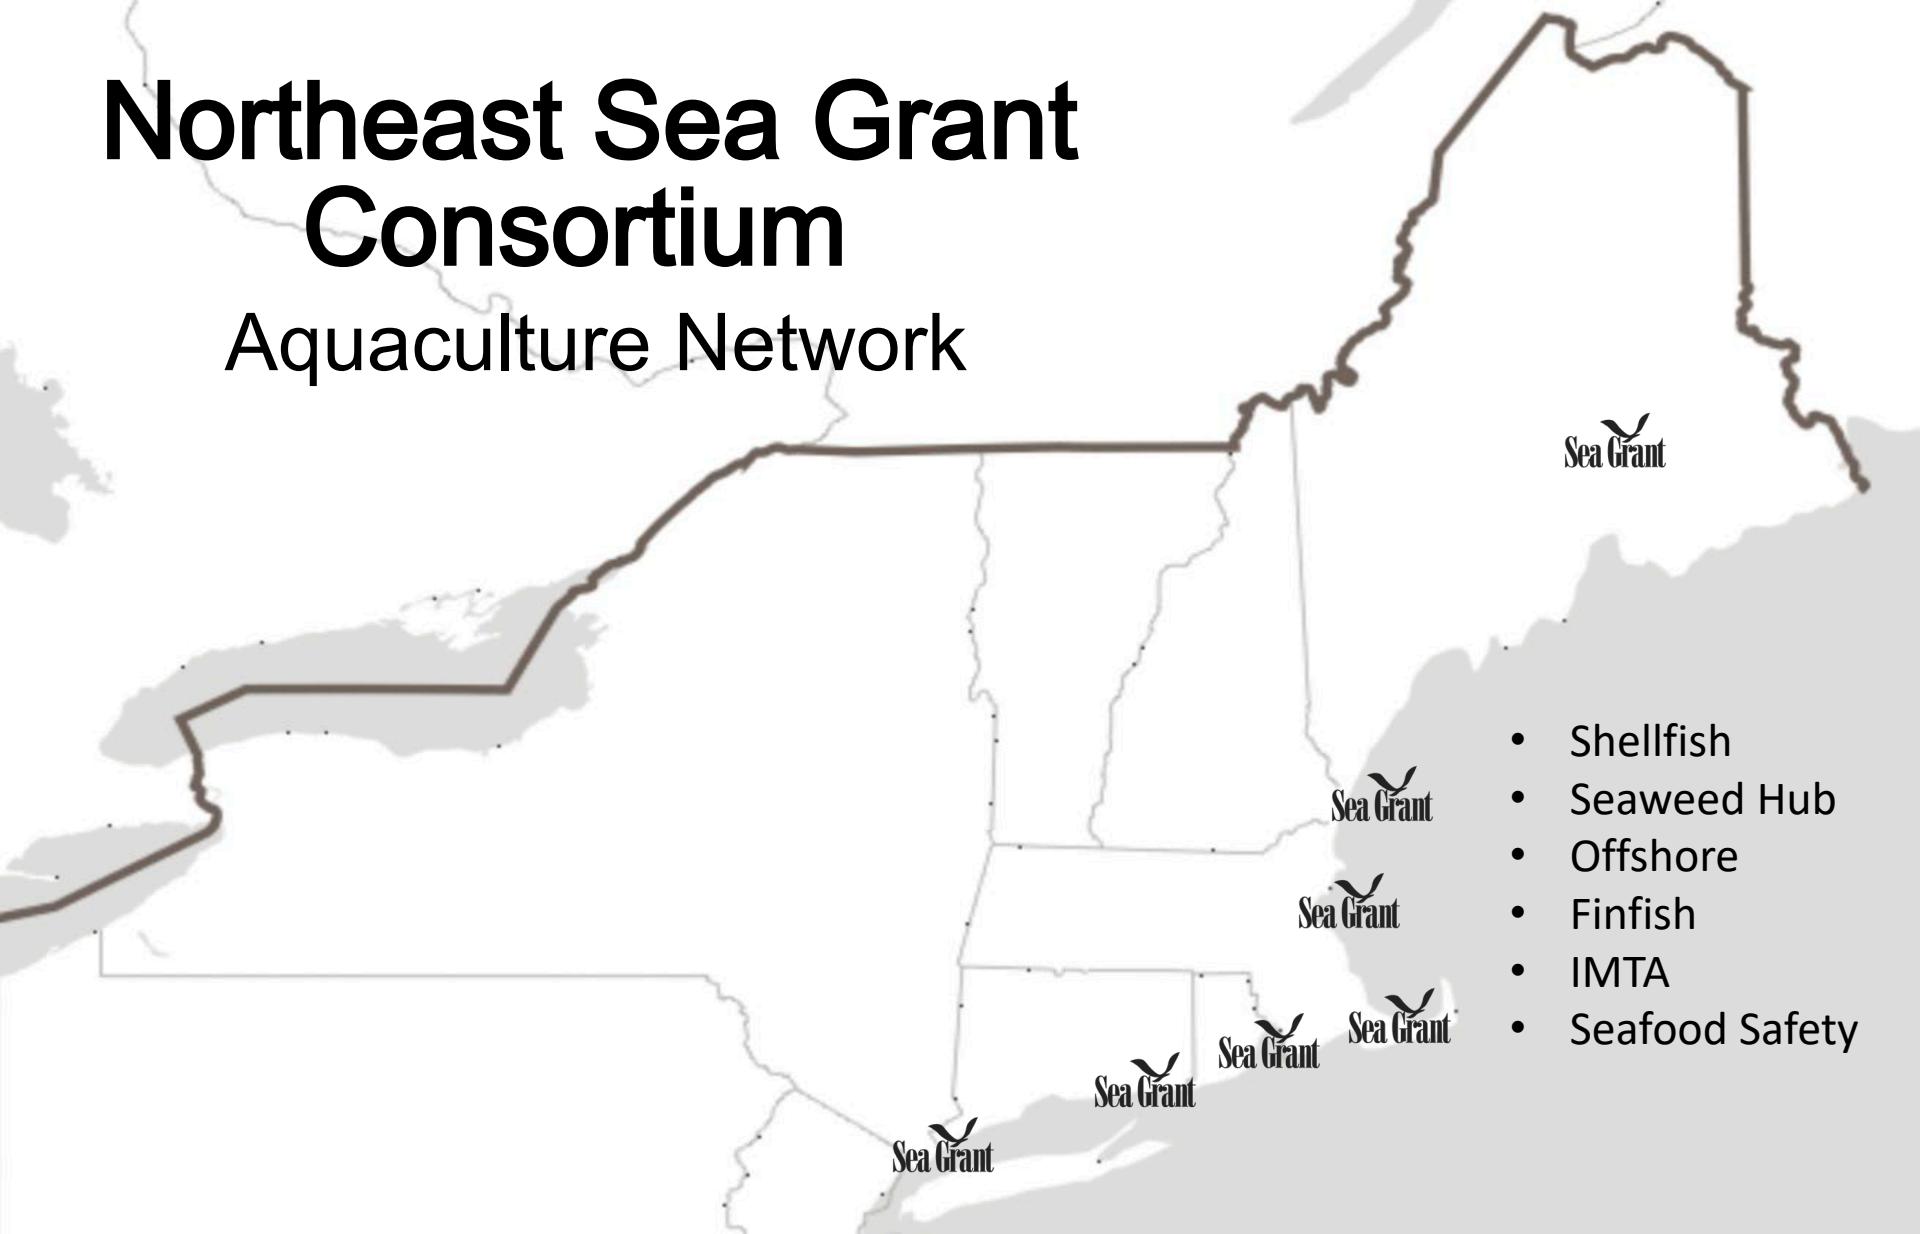 Northeast Sea Grant
Consortium
Aquaculture Network
Sea Grant
Sea Grant
Sea Grant
Sea Grant
Sea Grant
Sea Grant
Sea Grant
• Shellfish
• Seaweed Hub
• Offshore
• Finfish
• IMTA
• Seafood Safety